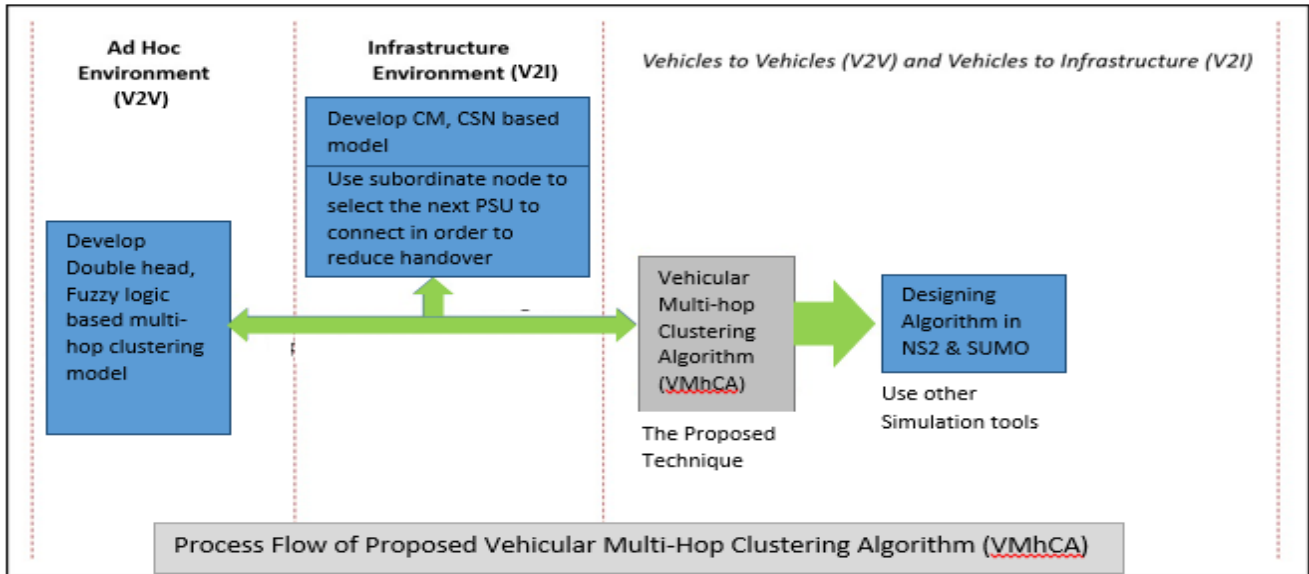 Ad Hoc
Environment
(V2V)
Infrastructure
Environment (V2I)
Vehicles to Vehicles (V2V) and Vehicles to Infrastructure (V2I)
Develop CM, CSN based
model
Use subordinate node to
select the next PSU to
connect in order to
reduce handover
Develop
Double head,
Fuzzy logic
based multi-
hop clustering
model
Vehicular
Multi-hop
Clustering
Algorithm
(VMhCA)
The Proposed
Technique
Designing
Algorithm in
NS2 & SUMO
Use other
Simulation tools
Process Flow of Proposed Vehicular Multi-Hop Clustering Algorithm (VMhCA)